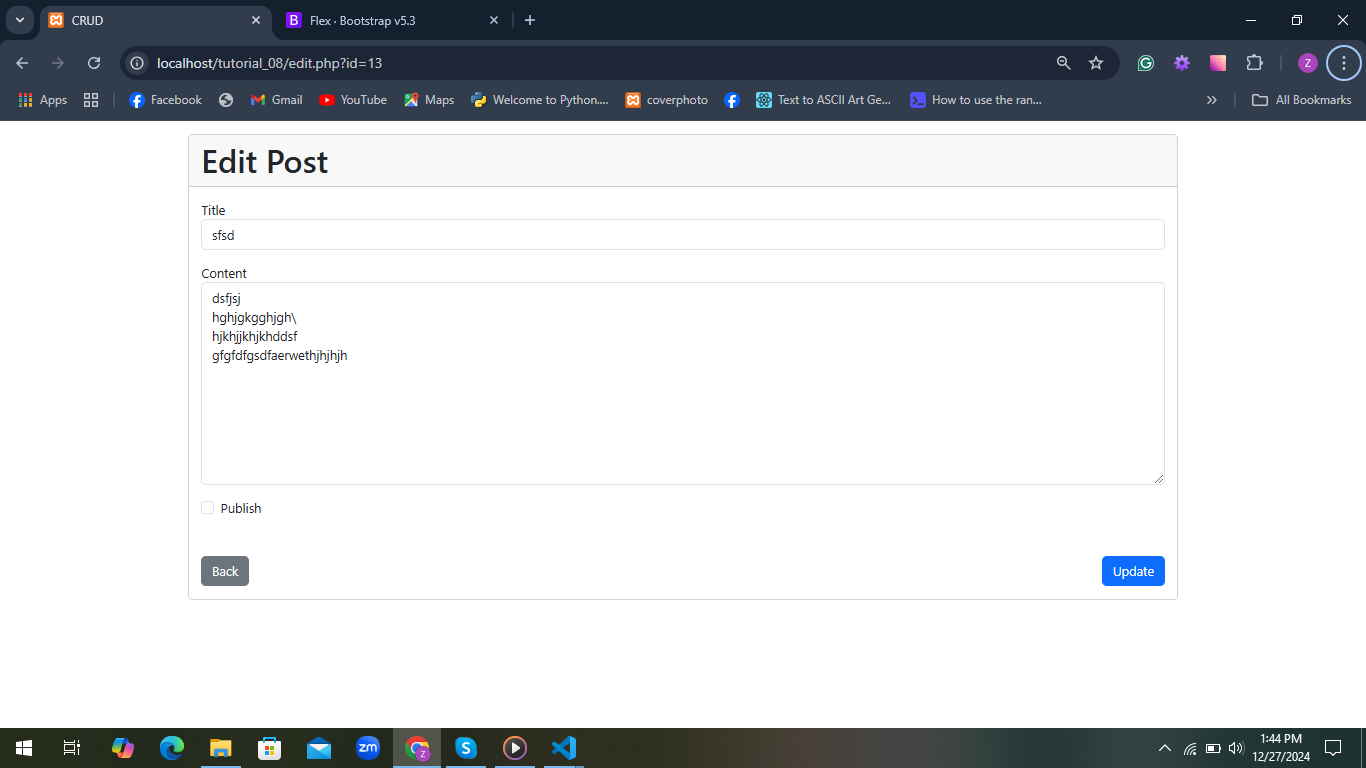 CRUD
B Flex · Bootstrap v5.3
localhost/tutorial_08/edit.php?id=13
Z
Apps
Facebook
Gmail
YouTube
Maps
Welcome to Python....
coverphoto
Text to ASCII Art Ge...
How to use the ran...
All Bookmarks
Edit Post
Title
sfsd
Content
dsfjsj
hghjgkgghjgh\
hjkhjjkhjkhddsf
gfgfdfgsdfaerwethjhjhjh
Publish
Back
Update
zm
Z
S
1:44 PM
12/27/2024